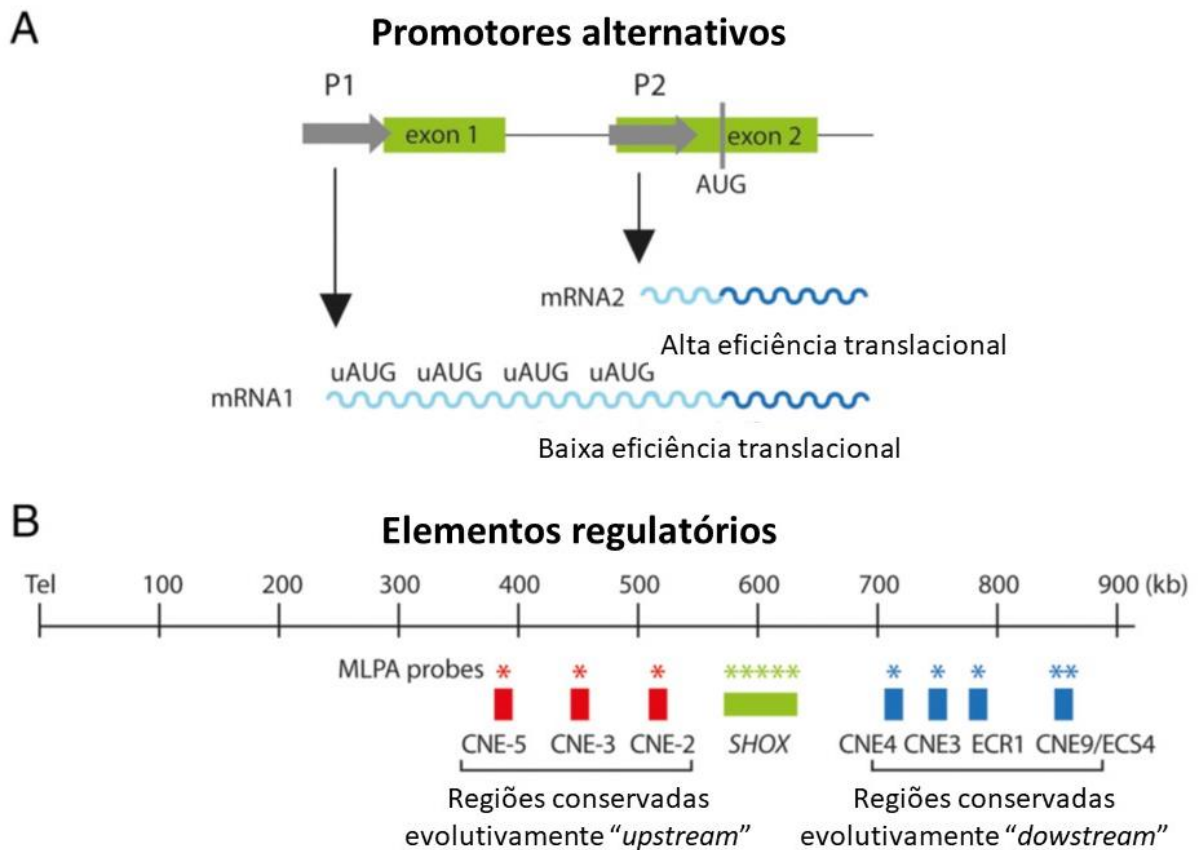 A
Promotores alternativos
P1 P2
exon 1 exon 2
AUG
mRNA2
Alta eficiência translacional
uAUG uAUG uAUG uAUG
mRNA1
Baixa eficiência translacional
B
Elementos regulatórios
Tel 100 200 300 400 500 600 700 800 900 (kb)
MLPA probes * * * ***** * * * **
CNE-5 CNE-3 CNE-2 SHOX CNE4 CNE3 ECR1 CNE9/ECS4
Regiões conservadas
evolutivamente “upstream”
Regiões conservadas
evolutivamente “dowstream”